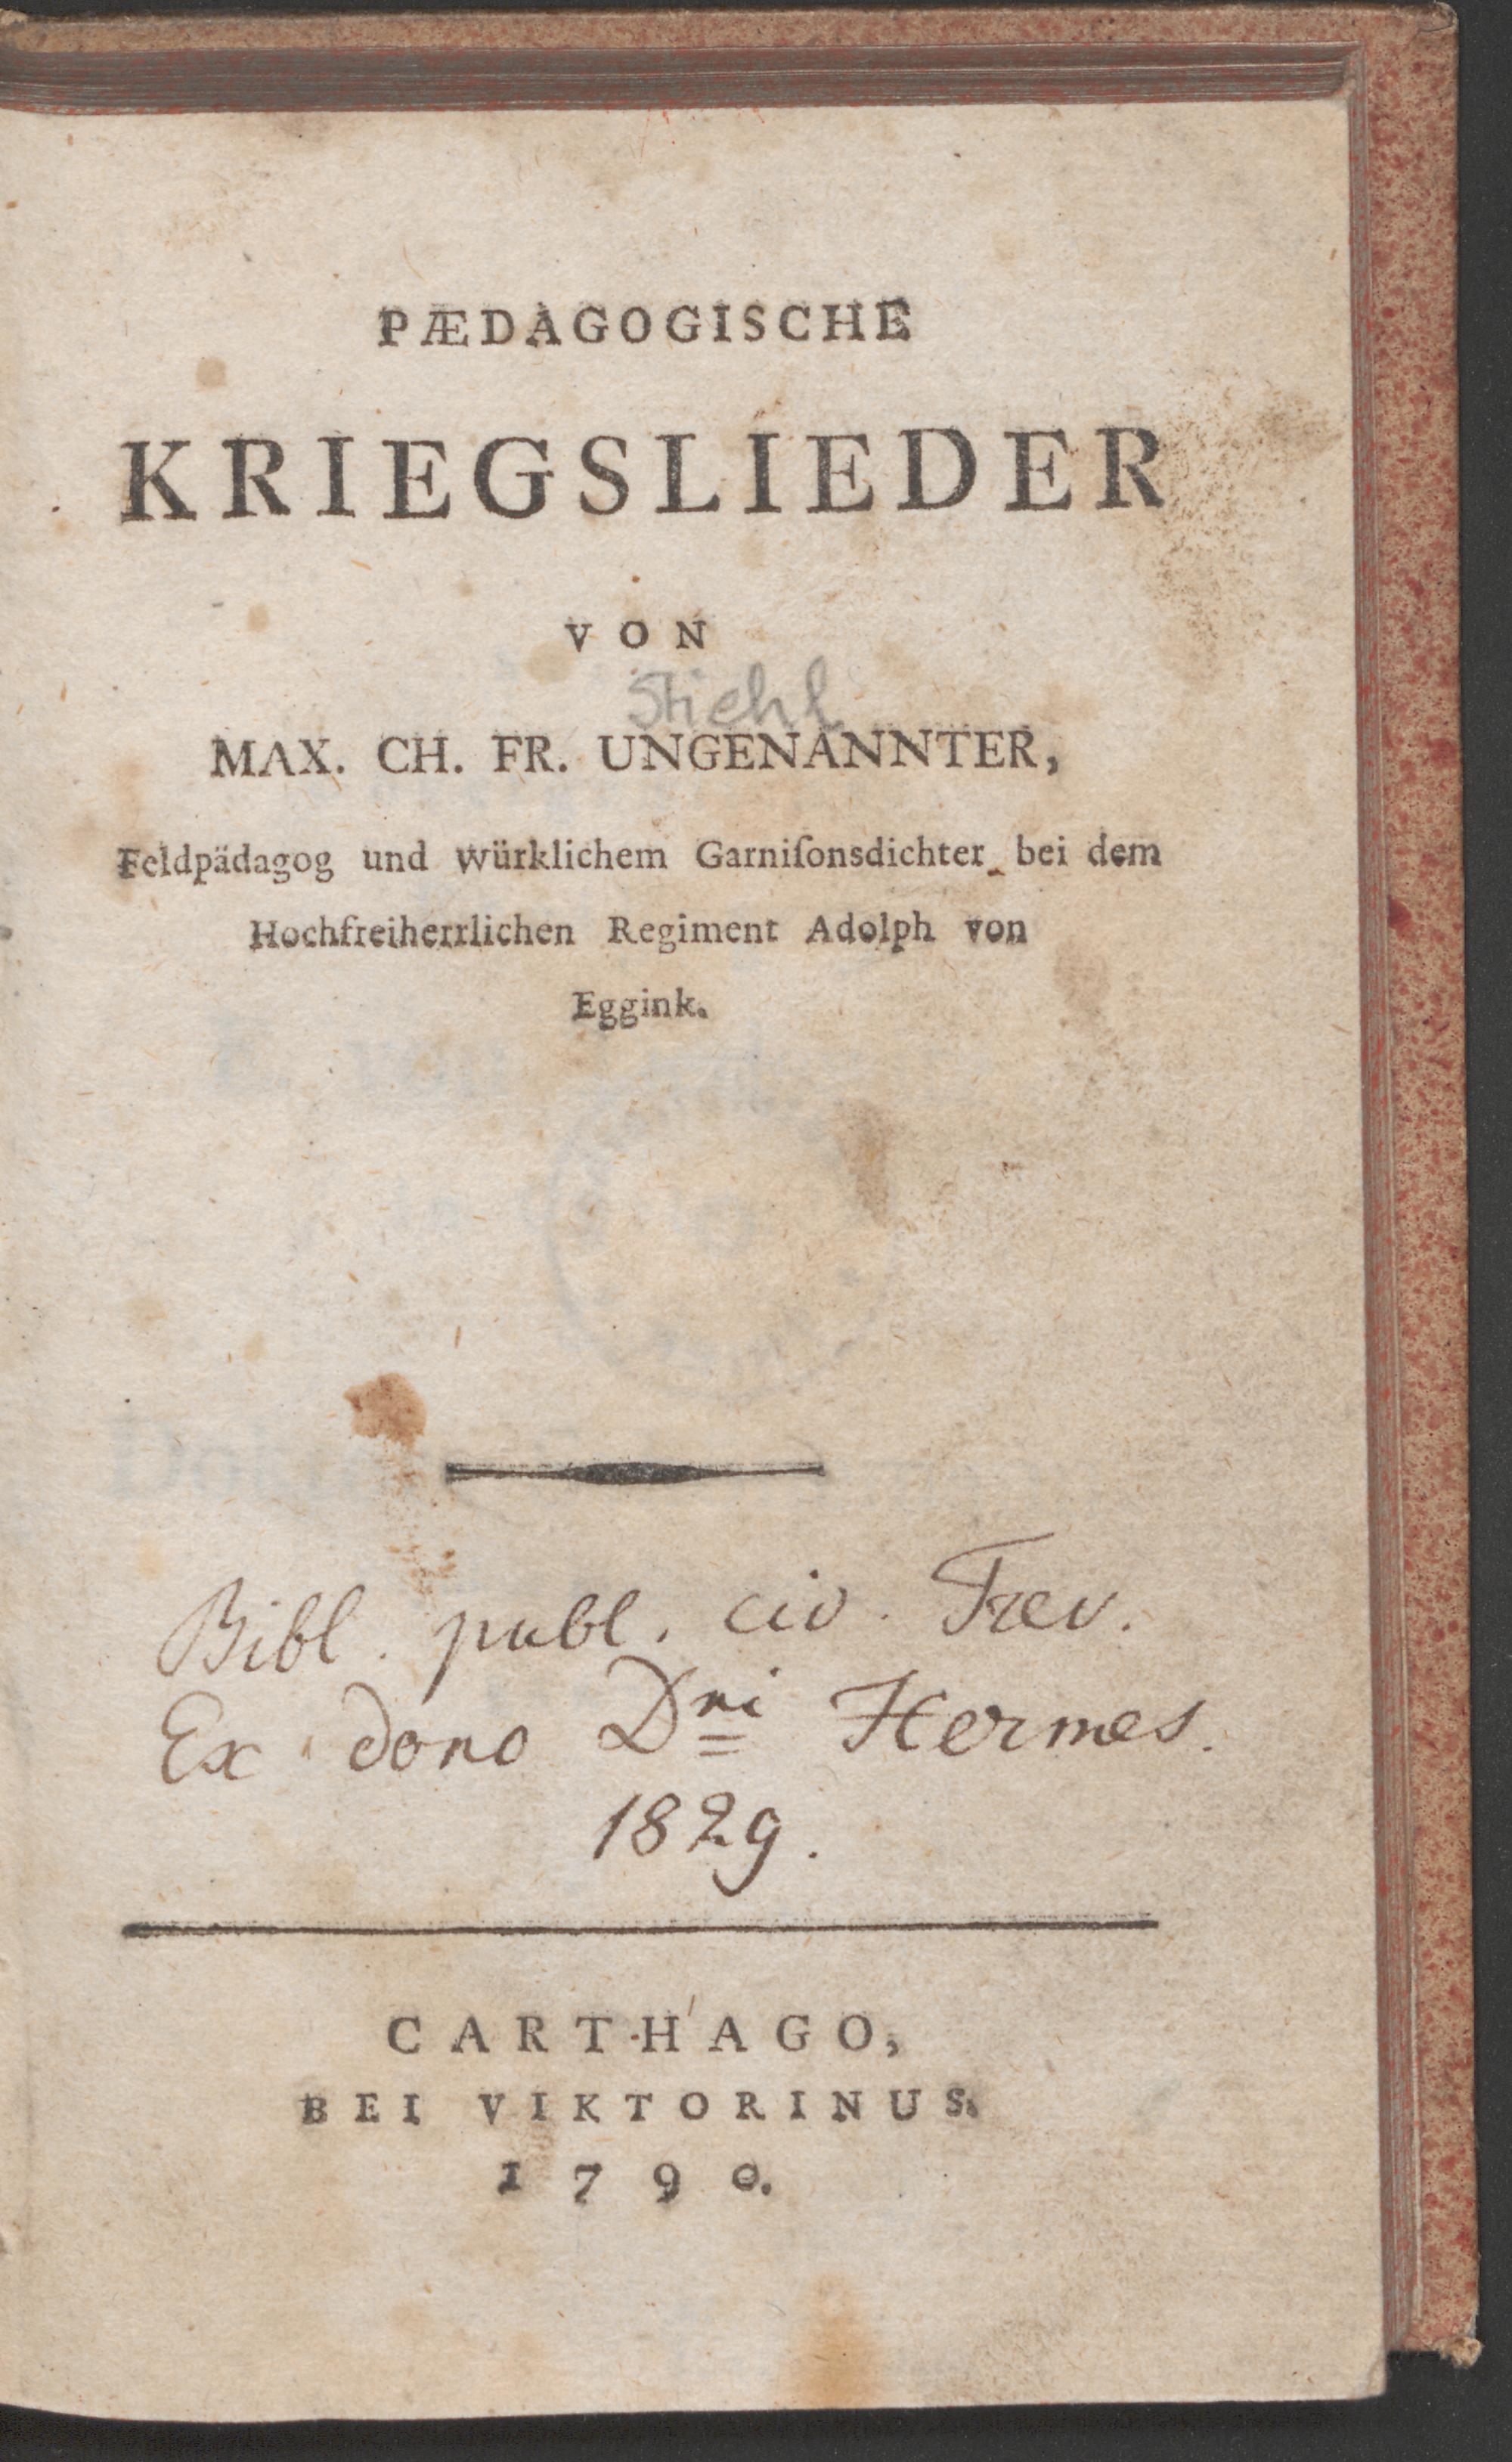 PÆDAGOGISCHE
KRIEGSLIEDER
VON
Stiehl
MAX. CH. FR. UNGENANNTER,
Feldpädagog und würklichem Garniſonsdichter bei dem
Hochfreiherrlichen Regiment Adolph von
Eggink.
Bibl. publ. civ. Trev.
Ex dono Dni Hermes.
1829.
CARTHAGO,
BEI VIKTORINUS.
1790.